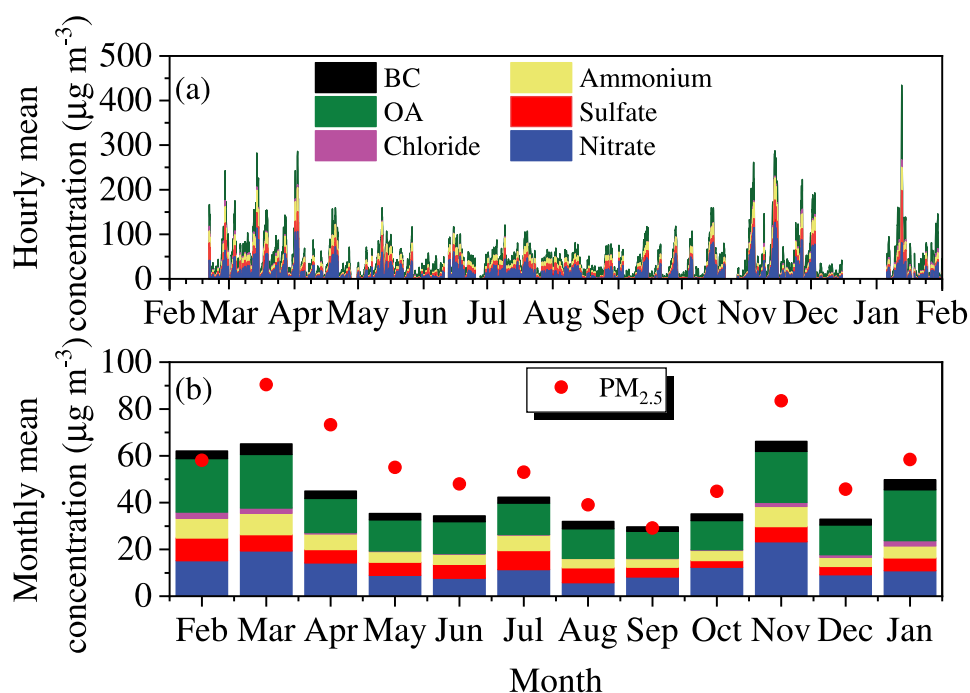 Hourly mean
concentration (μg m⁻³)
(a)
500
400
300
200
100
0
BC
OA
Chloride
Ammonium
Sulfate
Nitrate
Feb Mar Apr May Jun Jul Aug Sep Oct Nov Dec Jan Feb
Monthly mean
concentration (μg m⁻³)
(b)
100
80
60
40
20
0
PM₂.₅
Feb Mar Apr May Jun Jul Aug Sep Oct Nov Dec Jan
Month